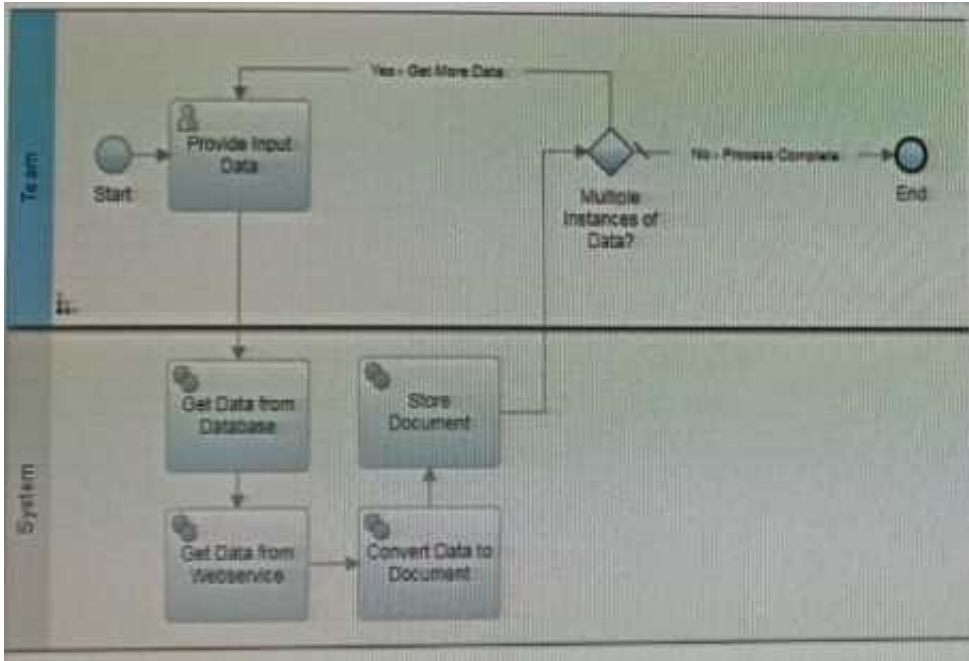 Team
Yes - Get More Data
Provide Input
Data
Start
No - Process Complete
End
Multiple
Instances of
Data?
System
Get Data from
Database
Store
Document
Get Data from
Webservice
Convert Data to
Document